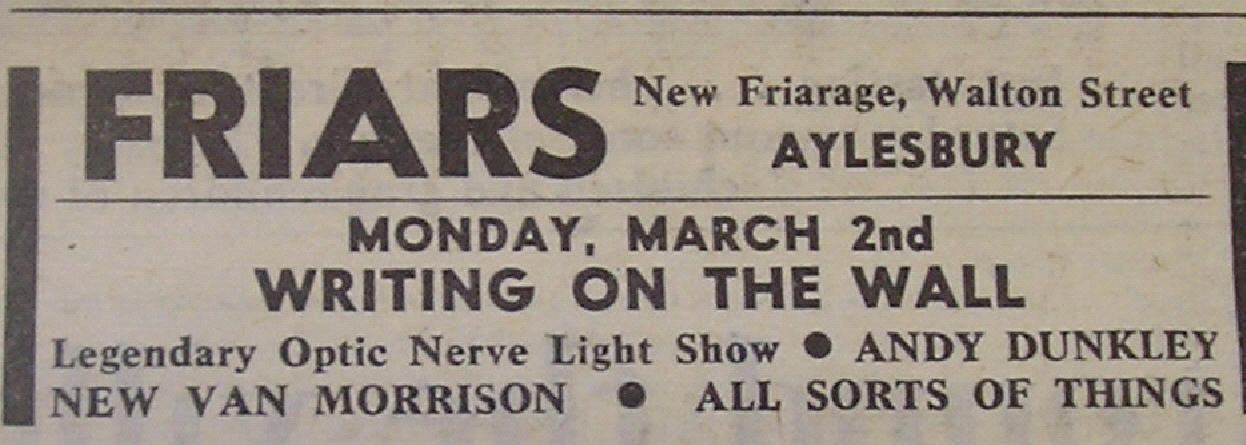 FRIARS New Friarage, Walton Street
AYLESBURY
MONDAY, MARCH 2nd
WRITING ON THE WALL
Legendary Optic Nerve Light Show ● ANDY DUNKLEY
NEW VAN MORRISON ● ALL SORTS OF THINGS